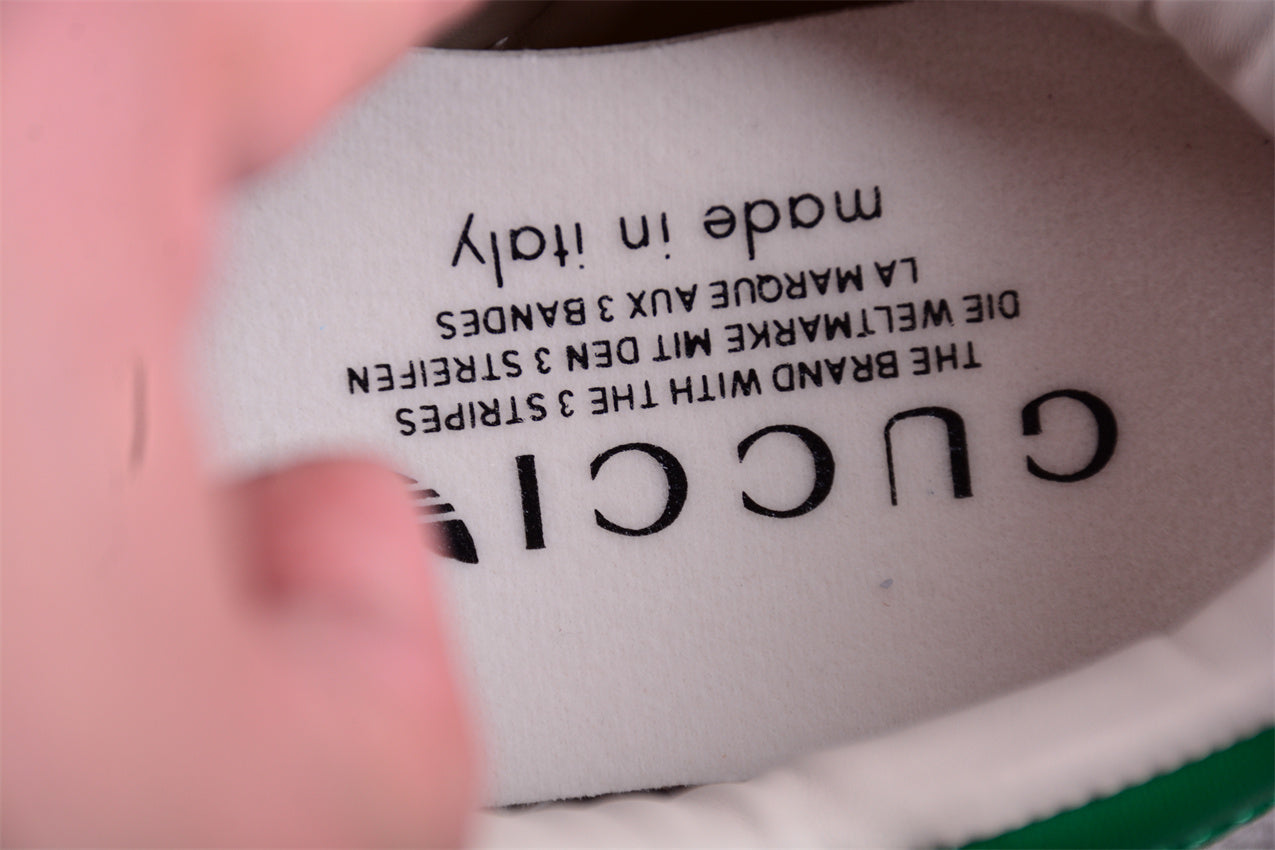 GUCCI
THE BRAND WITH THE 3 STRIPES
DIE WELTMARKE MIT DEN 3 STREIFEN
LA MARQUE AUX 3 BANDES
made in italy